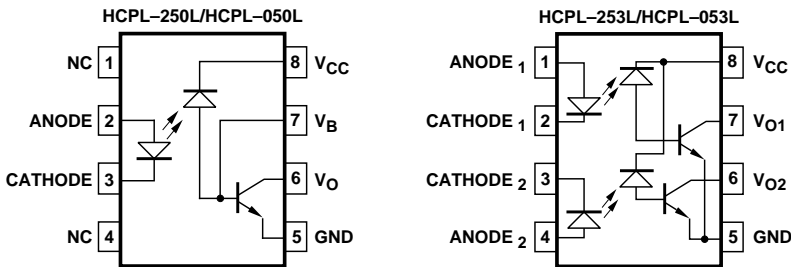 HCPL–250L/HCPL–050L
NC 1
ANODE 2
CATHODE 3
NC 4
8 VCC
7 VB
6 VO
5 GND
HCPL–253L/HCPL–053L
ANODE 1 1
CATHODE 1 2
CATHODE 2 3
ANODE 2 4
8 VCC
7 VO1
6 VO2
5 GND